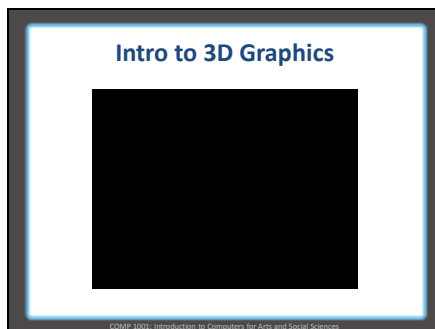 Intro to 3D Graphics
COMP 1001: Introduction to Computers for Arts and Social Sciences